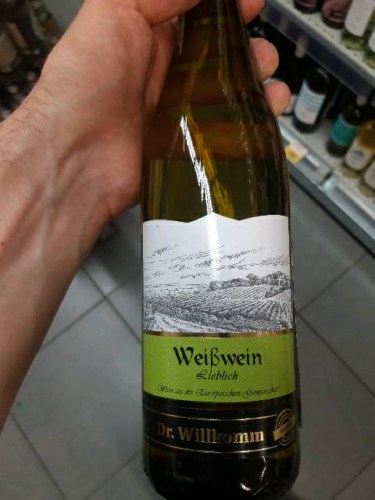 Weißwein
Lieblich
Wein aus der Europäischen Gemeinschaft
Dr. Willkomm